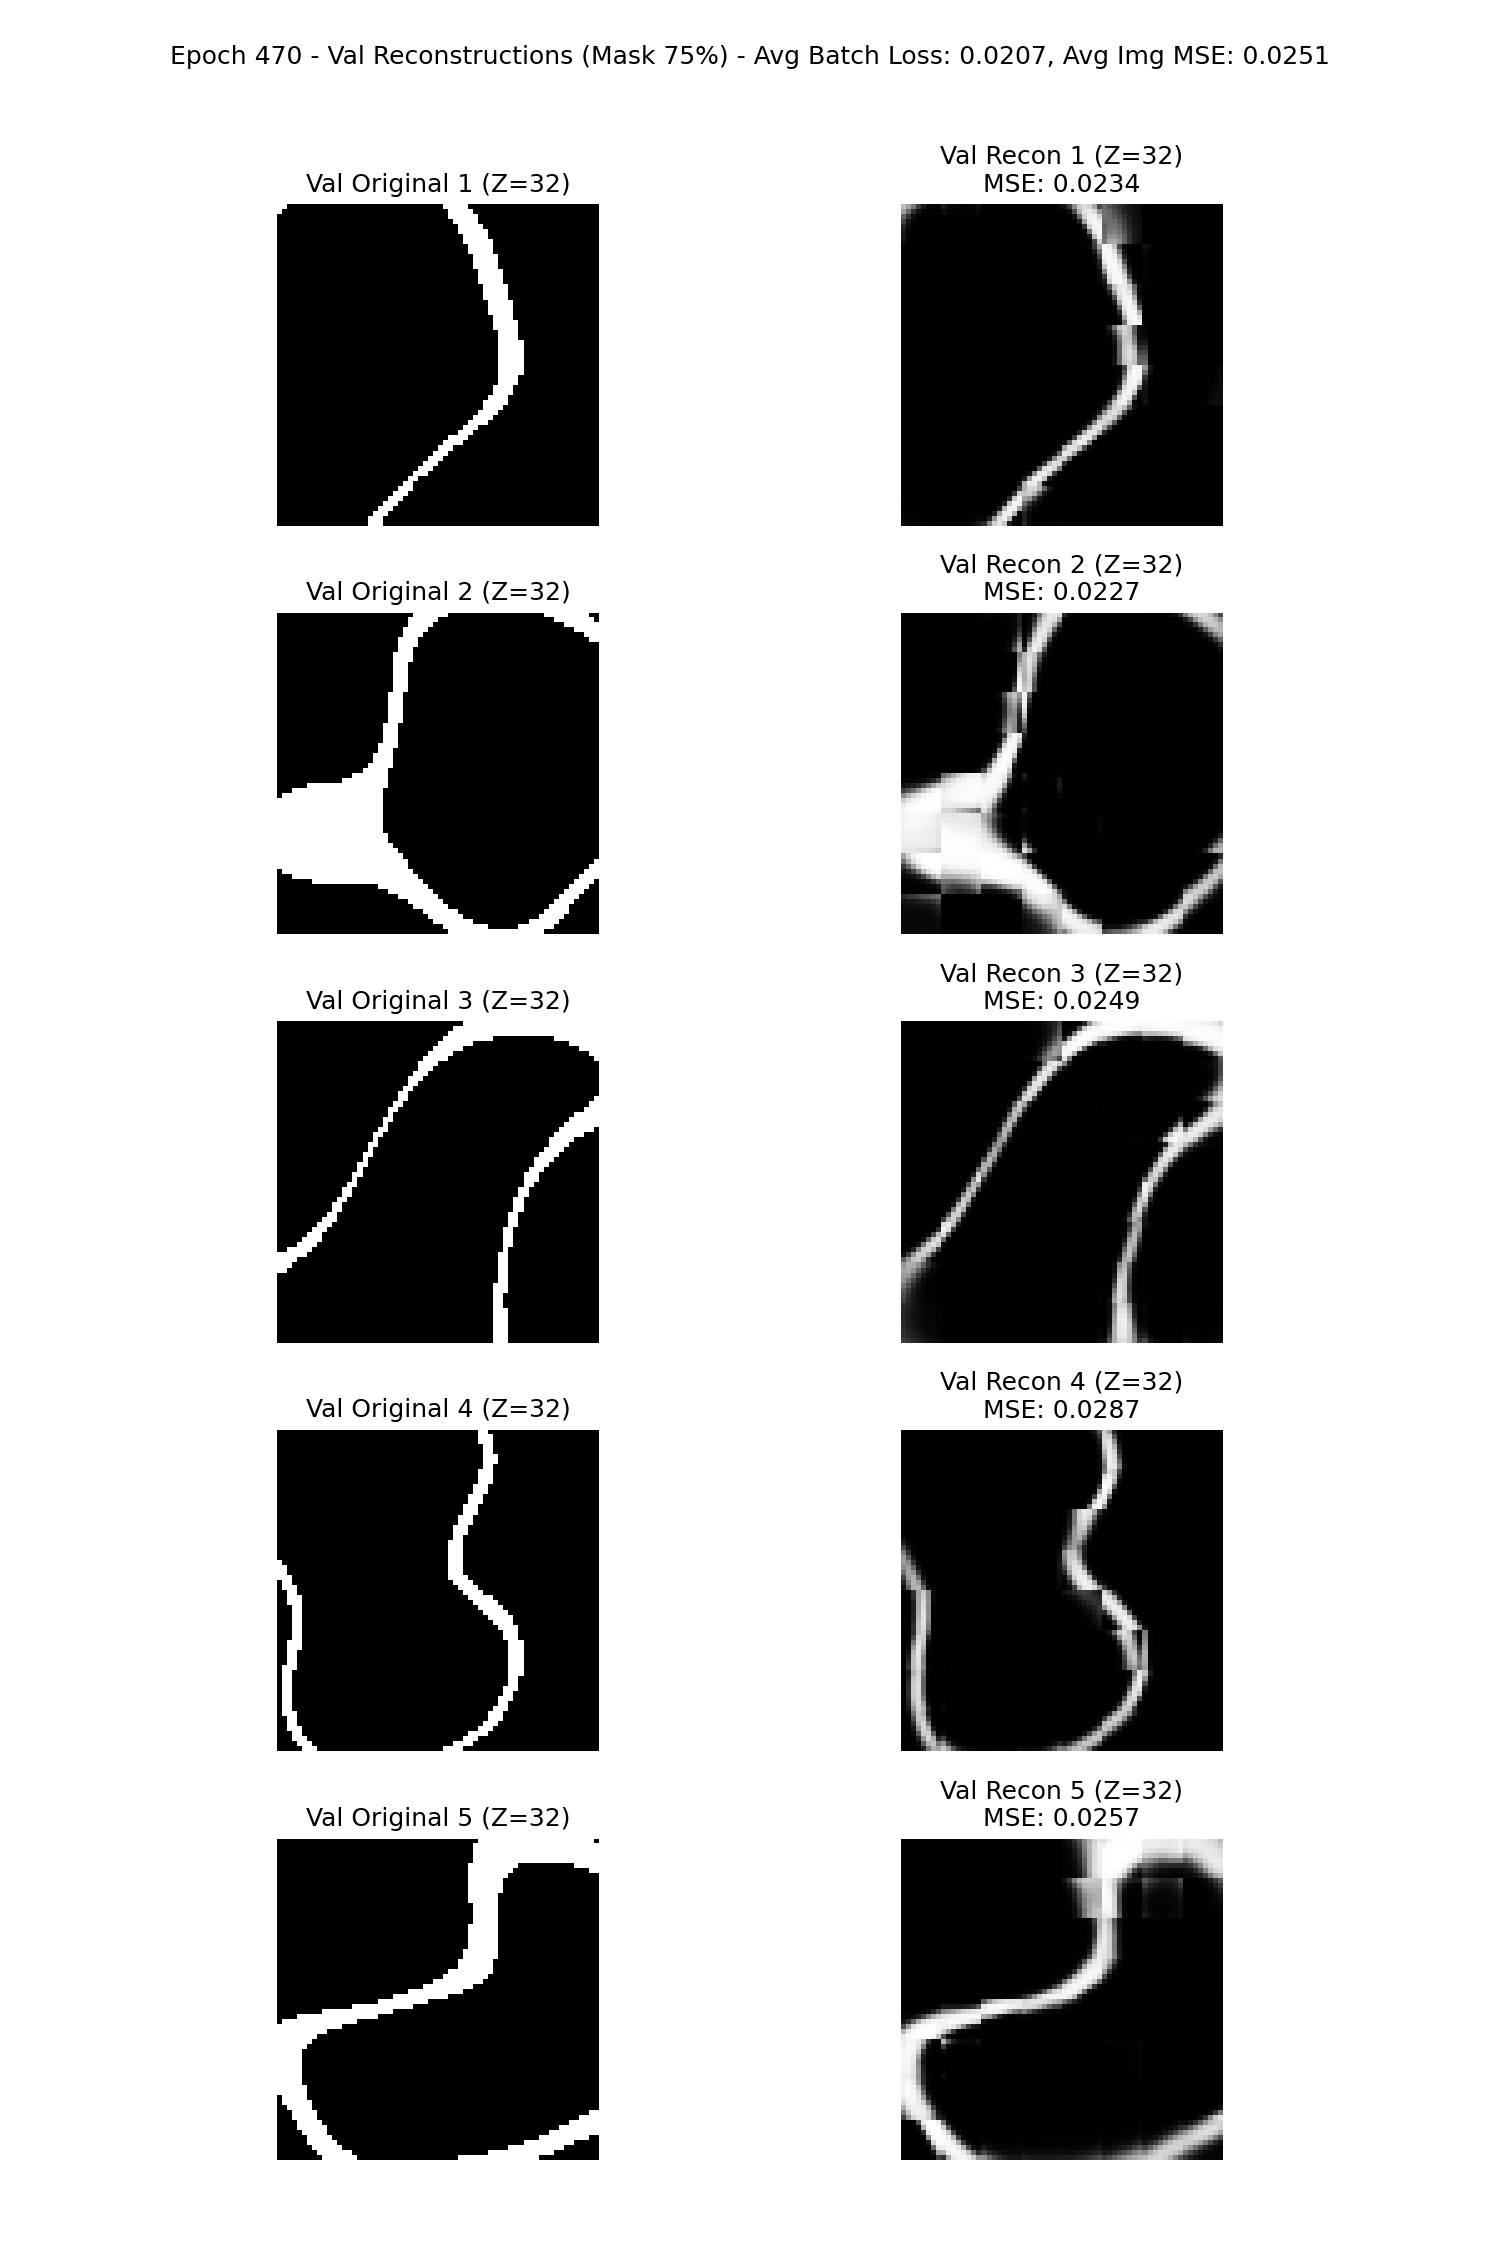 Epoch 470 - Val Reconstructions (Mask 75%) - Avg Batch Loss: 0.0207, Avg Img MSE: 0.0251
Val Original 1 (Z=32)
Val Recon 1 (Z=32)
MSE: 0.0234
Val Original 2 (Z=32)
Val Recon 2 (Z=32)
MSE: 0.0227
Val Original 3 (Z=32)
Val Recon 3 (Z=32)
MSE: 0.0249
Val Original 4 (Z=32)
Val Recon 4 (Z=32)
MSE: 0.0287
Val Original 5 (Z=32)
Val Recon 5 (Z=32)
MSE: 0.0257